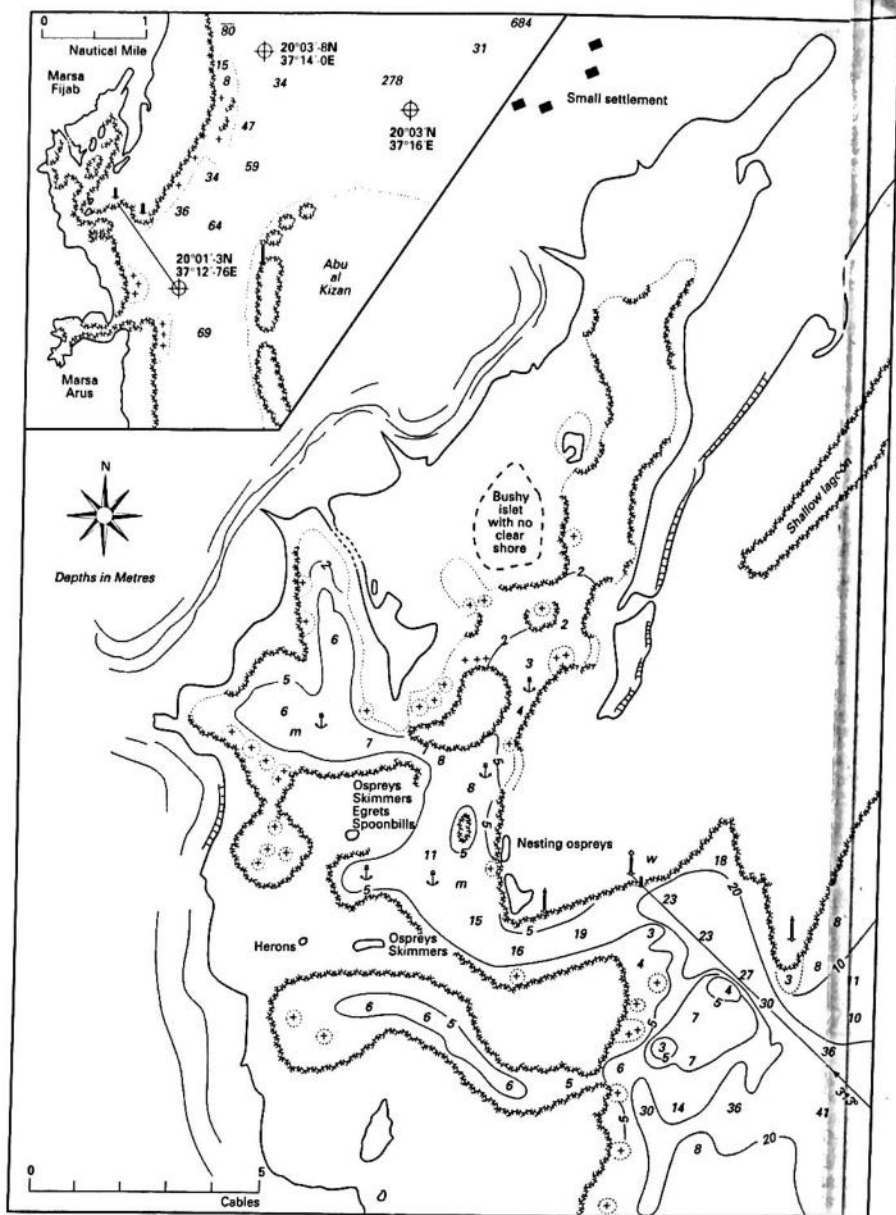 0 1
Nautical Mile
Marsa
Fijab
80
15
8
34
31
684
278
47
59
34
36
64
69
20°03'·8N
37°14'·0E
20°03'N
37°16'E
20°01'·3N
37°12'·76E
Abu
al
Kizan
Marsa
Arus
Small settlement
N
Depths in Metres
Shallow lagoon
Bushy
islet
with no
clear
shore
2
2
2
2
3
4
6
5
6
m
7
8
5
8
5
5
Ospreys
Skimmers
Egrets
Spoonbills
Nesting ospreys
w
18
20
11
5
m
15
5
19
16
23
23
3
4
3
8
8
10
11
10
27
30
36
313°
41
Herons
Ospreys
Skimmers
6
6
5
6
5
5
4
5
7
3
5
7
6
5
30
14
36
8
20
0 5
Cables